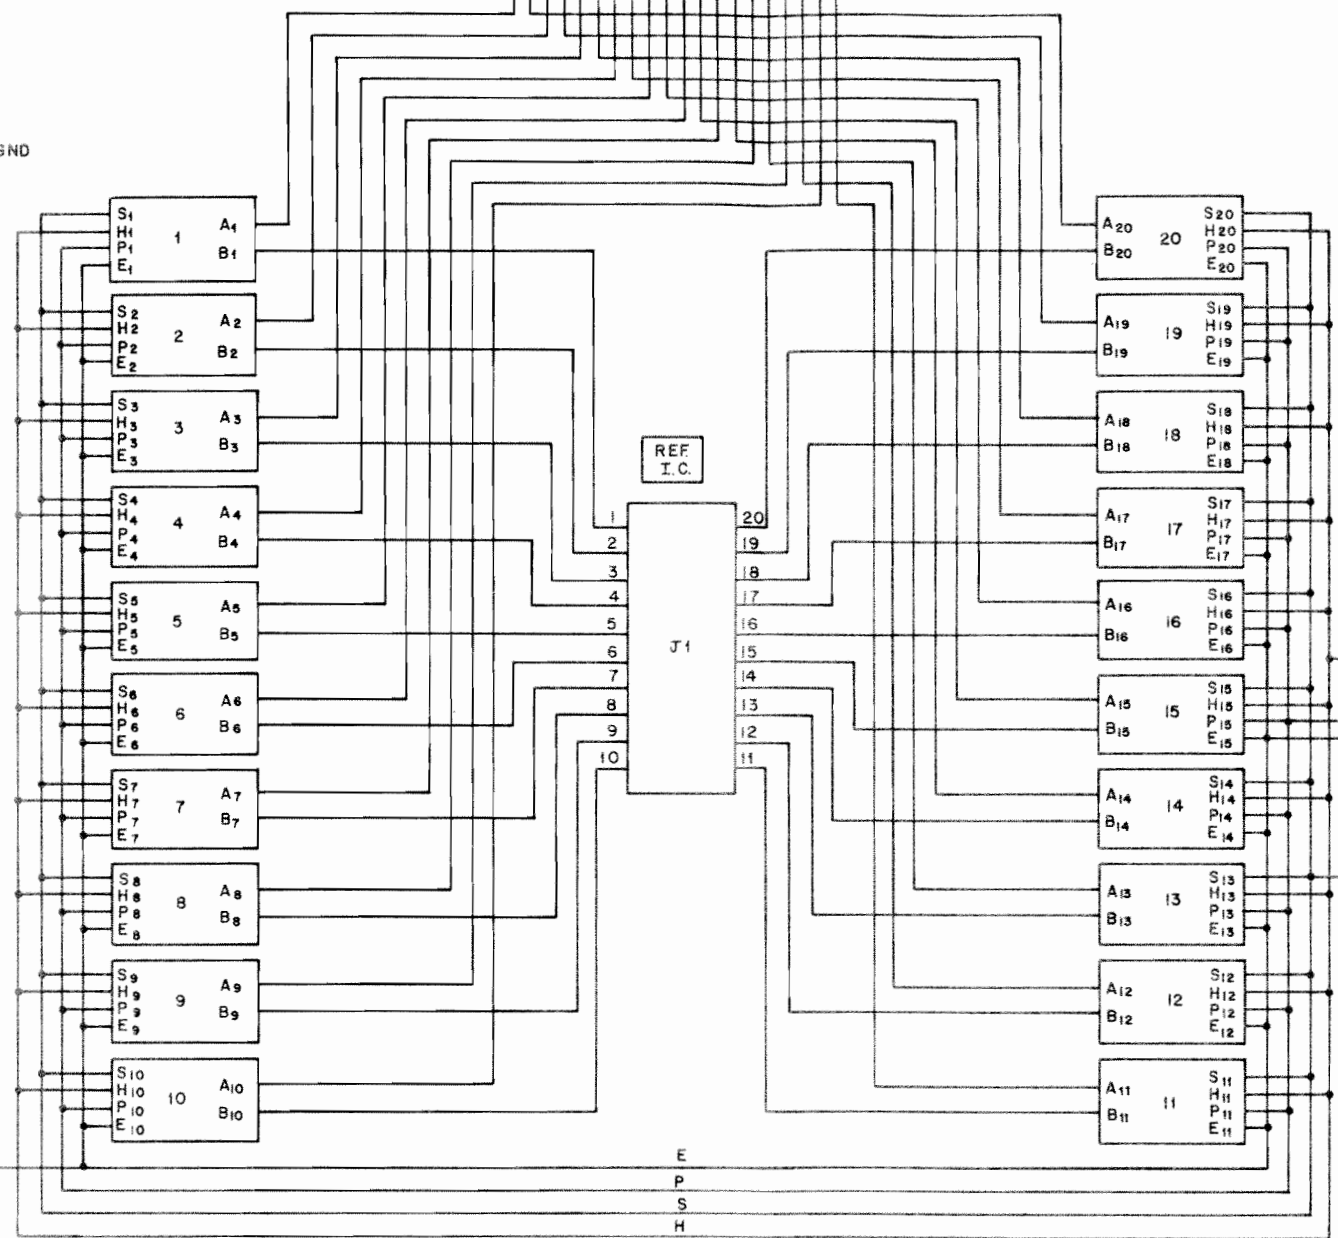 GND
S1 H1 P1 E1 1 A1 B1
S2 H2 P2 E2 2 A2 B2
S3 H3 P3 E3 3 A3 B3
S4 H4 P4 E4 4 A4 B4
S5 H5 P5 E5 5 A5 B5
S6 H6 P6 E6 6 A6 B6
S7 H7 P7 E7 7 A7 B7
S8 H8 P8 E8 8 A8 B8
S9 H9 P9 E9 9 A9 B9
S10 H10 P10 E10 10 A10 B10
REF.
I.C.
1 20
2 19
3 18
4 17
5 16
J1
6 15
7 14
8 13
9 12
10 11
A20 B20 20 S20 H20 P20 E20
A19 B19 19 S19 H19 P19 E19
A18 B18 18 S18 H18 P18 E18
A17 B17 17 S17 H17 P17 E17
A16 B16 16 S16 H16 P16 E16
A15 B15 15 S15 H15 P15 E15
A14 B14 14 S14 H14 P14 E14
A13 B13 13 S13 H13 P13 E13
A12 B12 12 S12 H12 P12 E12
A11 B11 11 S11 H11 P11 E11
E
P
S
H